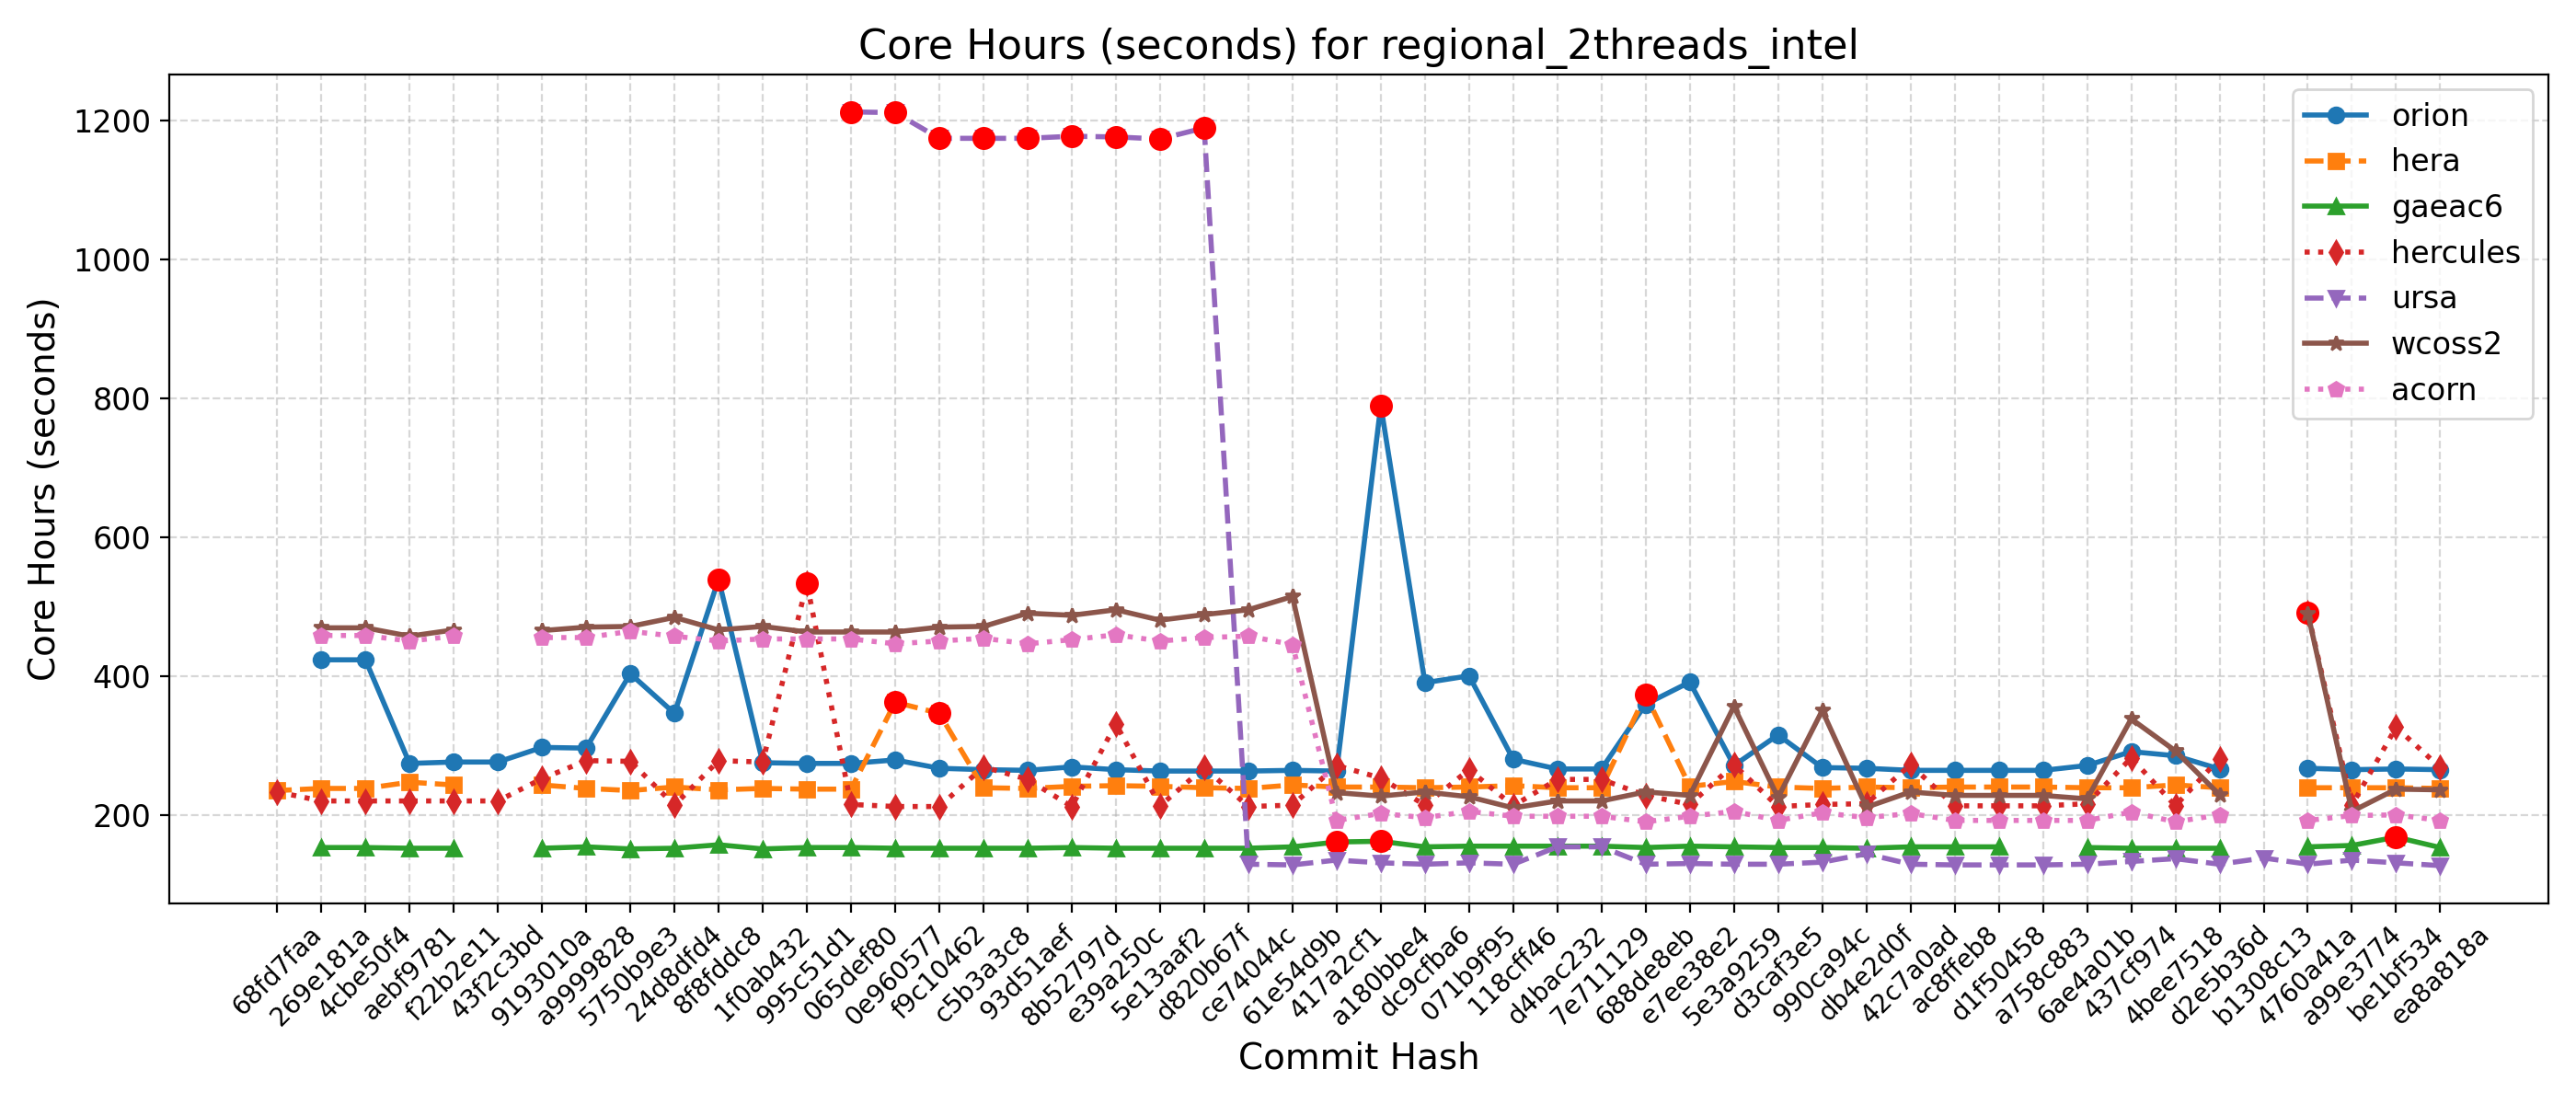 Core Hours (seconds) for regional_2threads_intel
Core Hours (seconds)
1200
1000
800
600
400
200
orion
hera
gaeac6
hercules
ursa
wcoss2
acorn
68fd7faa
269e181a
4cbe50f4
aebf9781
f22b2e11
43f2c3bd
9193010a
a9999828
5750b9e3
24d8dfd4
8f8fddc8
1f0ab432
995c51d1
065def80
0e960577
f9c10462
c5b3a3c8
93d51aef
8b52797d
e39a250c
5e13aaf2
d820b67f
ce74044c
61e54d9b
417a2cf1
a180bbe4
dc9cfba6
071b9f95
118cff46
d4bac232
7e711129
688de8eb
e7ee38e2
5e3a9259
d3caf3e5
990ca94c
db4e2d0f
42c7a0ad
ac8ffeb8
d1f50458
a758c883
6ae4a01b
437cf974
4bee7518
d2e5b36d
b1308c13
4760a41a
a99e3774
be1bf534
ea8a818a
Commit Hash